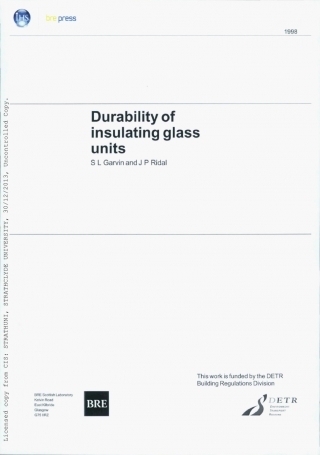 IHS
brepress
1998
Durability of
insulating glass
units
S L Garvin and J P Ridal
This work is funded by the DETR
Building Regulations Division
BRE Scottish Laboratory
Kelvin Road
East Kilbride
Glasgow
G75 0RZ
BRE
DETR
Licensed copy from CIS: STRATHUNI, STRATHCLYDE UNIVERSITY, 30/12/2013, Uncontrolled Copy.